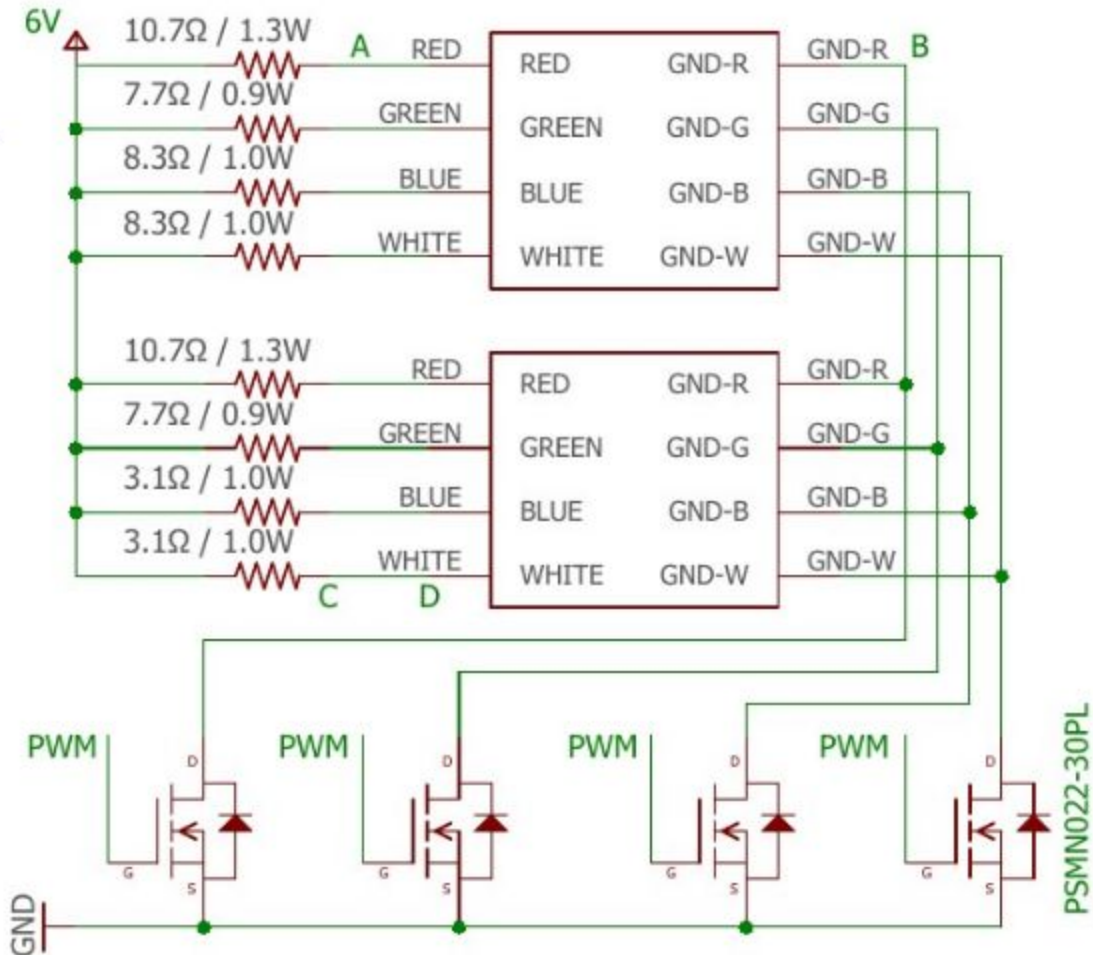 6V
10.7Ω / 1.3W A RED RED GND-R GND-R B
7.7Ω / 0.9W GREEN GREEN GND-G GND-G
8.3Ω / 1.0W BLUE BLUE GND-B GND-B
8.3Ω / 1.0W WHITE WHITE GND-W GND-W
10.7Ω / 1.3W RED RED GND-R GND-R
7.7Ω / 0.9W GREEN GREEN GND-G GND-G
3.1Ω / 1.0W BLUE BLUE GND-B GND-B
3.1Ω / 1.0W WHITE WHITE GND-W GND-W
C D
PWM PWM PWM PWM
D D D D
G G G G
S S S S
PSMN022-30PL
GND